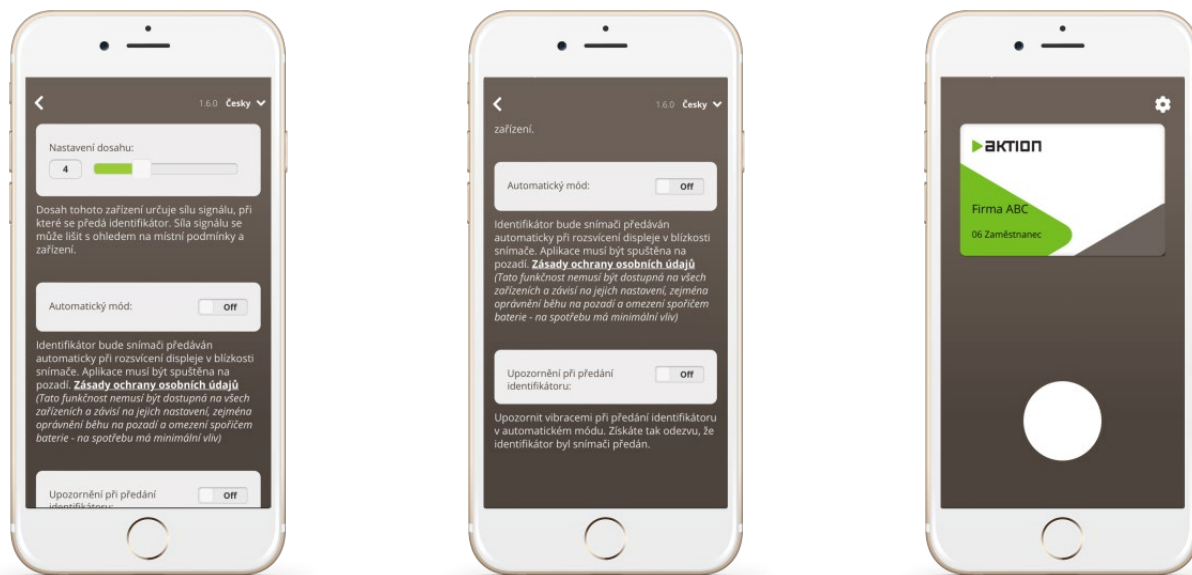 1.6.0 Česky
Nastavení dosahu:
4
Dosah tohoto zařízení určuje sílu signálu, při
které se předá identifikátor. Síla signálu se
může lišit s ohledem na místní podmínky a
zařízení.
Automatický mód:
Off
Identifikátor bude snímači předáván
automaticky při rozsvícení displeje v blízkosti
snímače. Aplikace musí být spuštěna na
pozadí. Zásady ochrany osobních údajů
(Tato funkčnost nemusí být dostupná na všech
zařízeních a závisí na jejich nastavení, zejména
oprávnění běhu na pozadí a omezení spořičem
baterie - na spotřebu má minimální vliv)
Upozornění při předání
identifikátoru:
Off
1.6.0 Česky
zařízení.
Automatický mód:
Off
Identifikátor bude snímači předáván
automaticky při rozsvícení displeje v blízkosti
snímače. Aplikace musí být spuštěna na
pozadí. Zásady ochrany osobních údajů
(Tato funkčnost nemusí být dostupná na všech
zařízeních a závisí na jejich nastavení, zejména
oprávnění běhu na pozadí a omezení spořičem
baterie - na spotřebu má minimální vliv)
Upozornění při předání
identifikátoru:
Off
Upozornit vibracemi při předání identifikátoru
v automatickém módu. Získáte tak odezvu, že
identifikátor byl snímači předán.
aktion
Firma ABC
06 Zaměstnanec